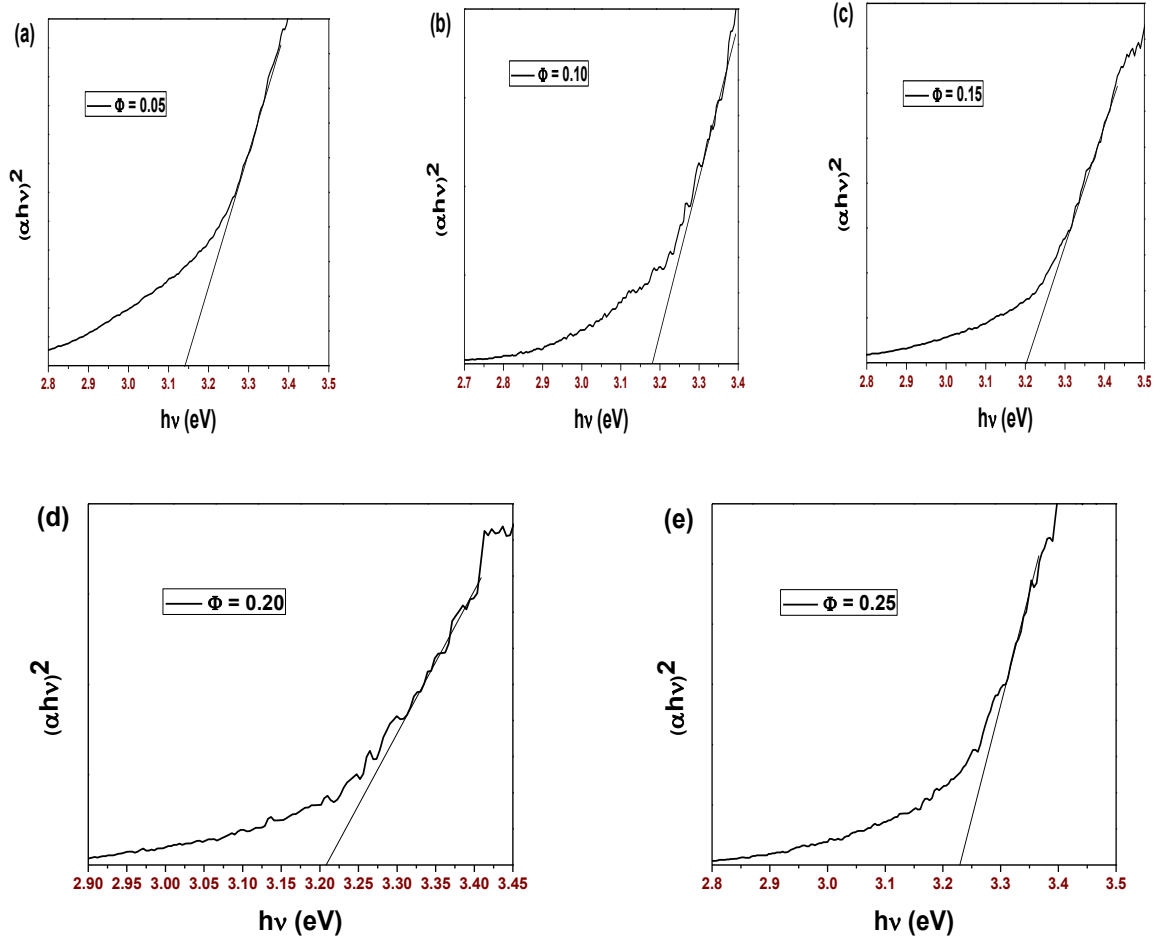 (a)
Φ = 0.05
(αhν)2
2.8 2.9 3.0 3.1 3.2 3.3 3.4 3.5
hν (eV)
(b)
Φ = 0.10
(αhν)2
2.7 2.8 2.9 3.0 3.1 3.2 3.3 3.4
hν (eV)
(c)
Φ = 0.15
(αhν)2
2.8 2.9 3.0 3.1 3.2 3.3 3.4 3.5
hν (eV)
(d)
Φ = 0.20
(αhν)2
2.90 2.95 3.00 3.05 3.10 3.15 3.20 3.25 3.30 3.35 3.40 3.45
hν (eV)
(e)
Φ = 0.25
(αhν)2
2.8 2.9 3.0 3.1 3.2 3.3 3.4 3.5
hν (eV)